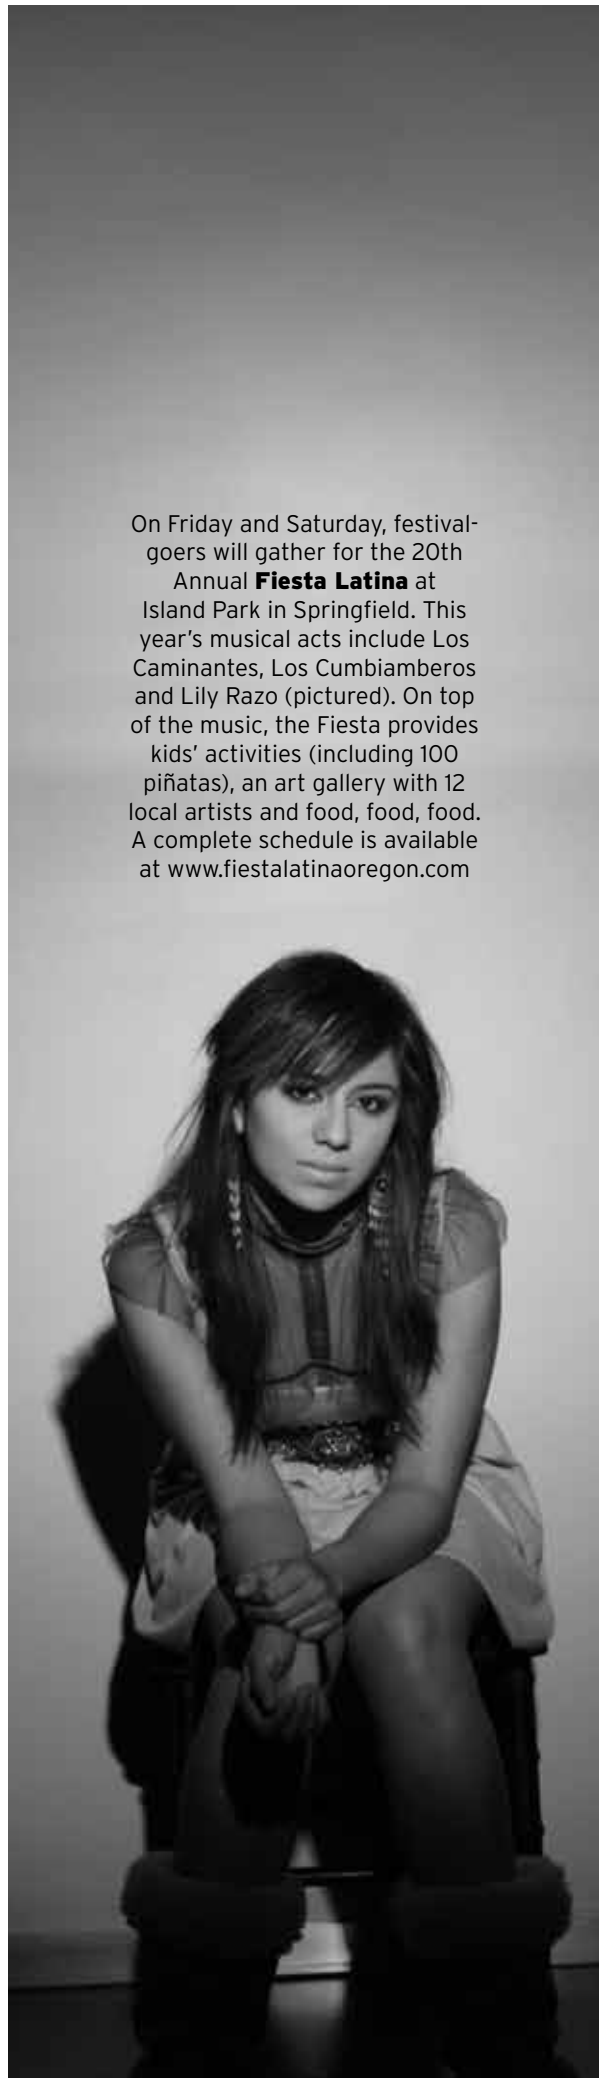 On Friday and Saturday, festival-
goers will gather for the 20th
Annual Fiesta Latina at
Island Park in Springfield. This
year's musical acts include Los
Caminantes, Los Cumbiamberos
and Lily Razo (pictured). On top
of the music, the Fiesta provides
kids' activities (including 100
piñatas), an art gallery with 12
local artists and food, food, food.
A complete schedule is available
at www.fiestalatinaoregon.com